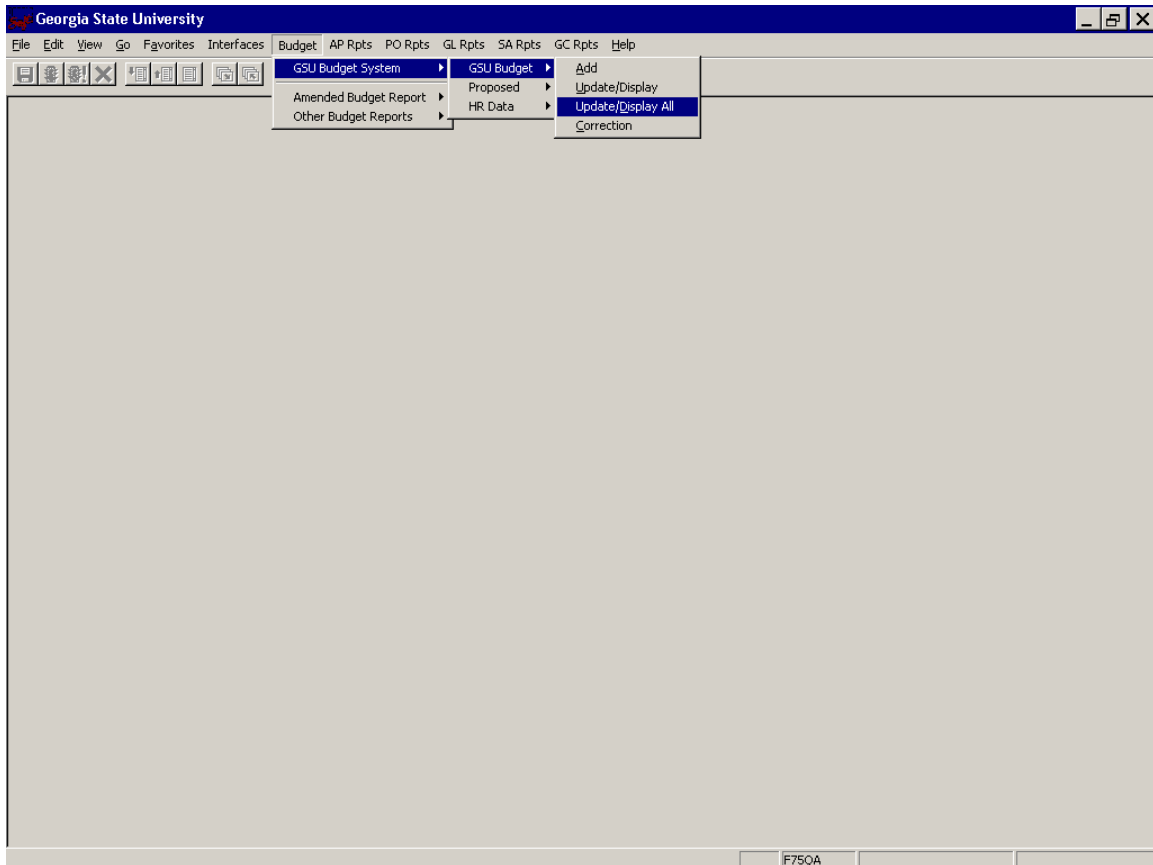 Georgia State University
File Edit View Go Favorites Interfaces Budget AP Rpts PO Rpts GL Rpts SA Rpts GC Rpts Help
GSU Budget System GSU Budget Add
Proposed Update/Display
Amended Budget Report HR Data Update/Display All
Other Budget Reports Correction
F75OA